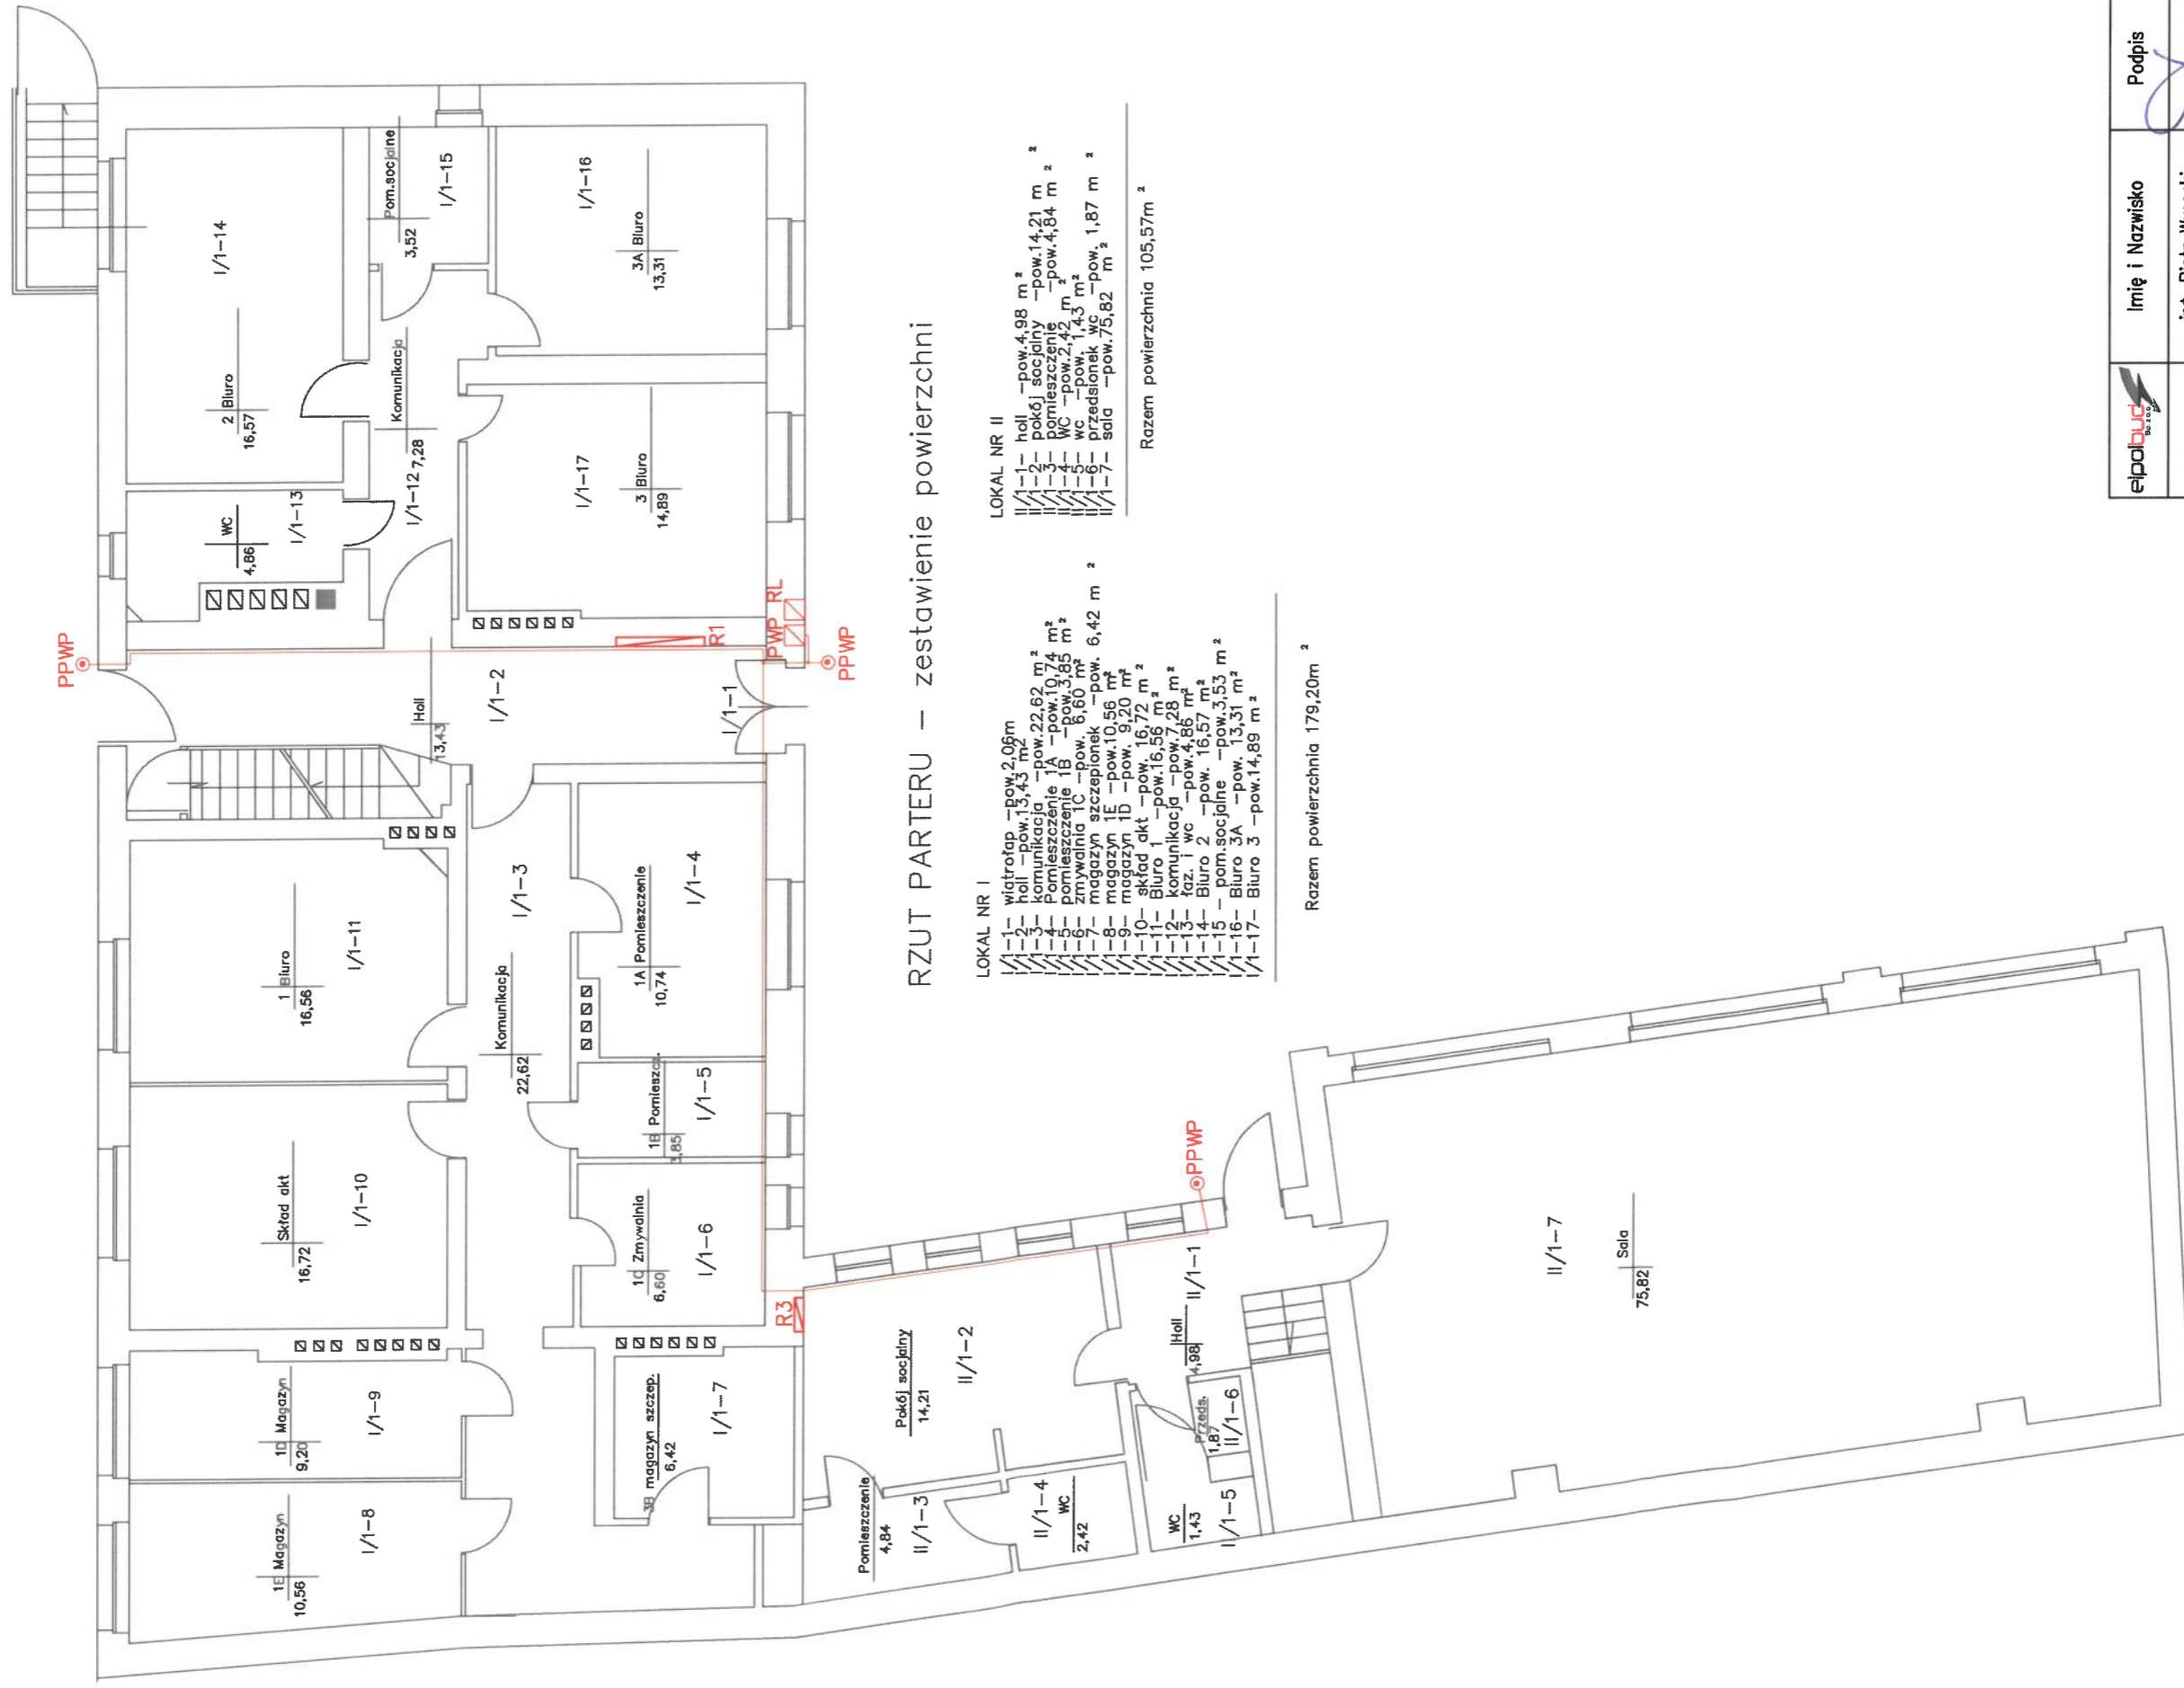 PPWP
2 Biuro
16,57
I/1-14
WC
4,86
I/1-13
Komunikacja
7,28
I/1-12
Pom.socjalne
3,52
I/1-15
3A Biuro
13,31
I/1-16
3 Biuro
14,89
I/1-17
R1
PWP
RL
PPWP
Holl
13,43
I/1-2
I/1-1
1 Biuro
16,56
I/1-11
Skład akt
16,72
I/1-10
1D Magazyn
9,20
I/1-9
1E Magazyn
10,56
I/1-8
Komunikacja
22,62
I/1-3
1A Pomieszczenie
10,74
I/1-4
1B Pomieszcz.
3,85
I/1-5
1C Zmywalnia
6,60
I/1-6
3B magazyn szczep.
6,42
I/1-7
R3
Pokój socjalny
14,21
II/1-2
Pomieszczenie
4,84
II/1-3
II/1-4
WC
2,42
WC
1,43
II/1-5
Przeds.
1,87
II/1-6
Holl
4,98
II/1-1
PPWP
II/1-7
Sala
75,82
RZUT PARTERU — zestawienie powierzchni
LOKAL NR I
I/1-1- wiatrołap -pow.2,06m
I/1-2- holl -pow.13,43 m²
I/1-3- komunikacja -pow.22,62 m²
I/1-4- Pomieszczenie 1A -pow.10,74 m²
I/1-5- pomieszczenie 1B -pow.3,85 m²
I/1-6- zmywalnia 1C -pow. 6,60 m²
I/1-7- magazyn szczepionek -pow. 6,42 m²
I/1-8- magazyn 1E -pow.10,56 m²
I/1-9- magazyn 1D -pow. 9,20 m²
I/1-10- skład akt -pow. 16,72 m²
I/1-11- Biuro 1 -pow.16,56 m²
I/1-12- komunikacja -pow.7,28 m²
I/1-13- łaz. i wc -pow.4,86 m²
I/1-14- Biuro 2 -pow. 16,57 m²
I/1-15 - pom.socjalne -pow.3,53 m²
I/1-16- Biuro 3A -pow. 13,31 m²
I/1-17- Biuro 3 -pow.14,89 m²
Razem powierzchnia 179,20m²
LOKAL NR II
II/1-1- holl -pow.4,98 m²
II/1-2- pokój socjalny -pow.14,21 m²
II/1-3- pomieszczenie -pow.4,84 m²
II/1-4- WC -pow.2,42 m²
II/1-5- wc -pow. 1,43 m²
II/1-6- przedsionek wc -pow. 1,87 m²
II/1-7- sala -pow.75,82 m²
Razem powierzchnia 105,57m²
elpolbud
Sp. z o.o.
Imię i Nazwisko
Podpis